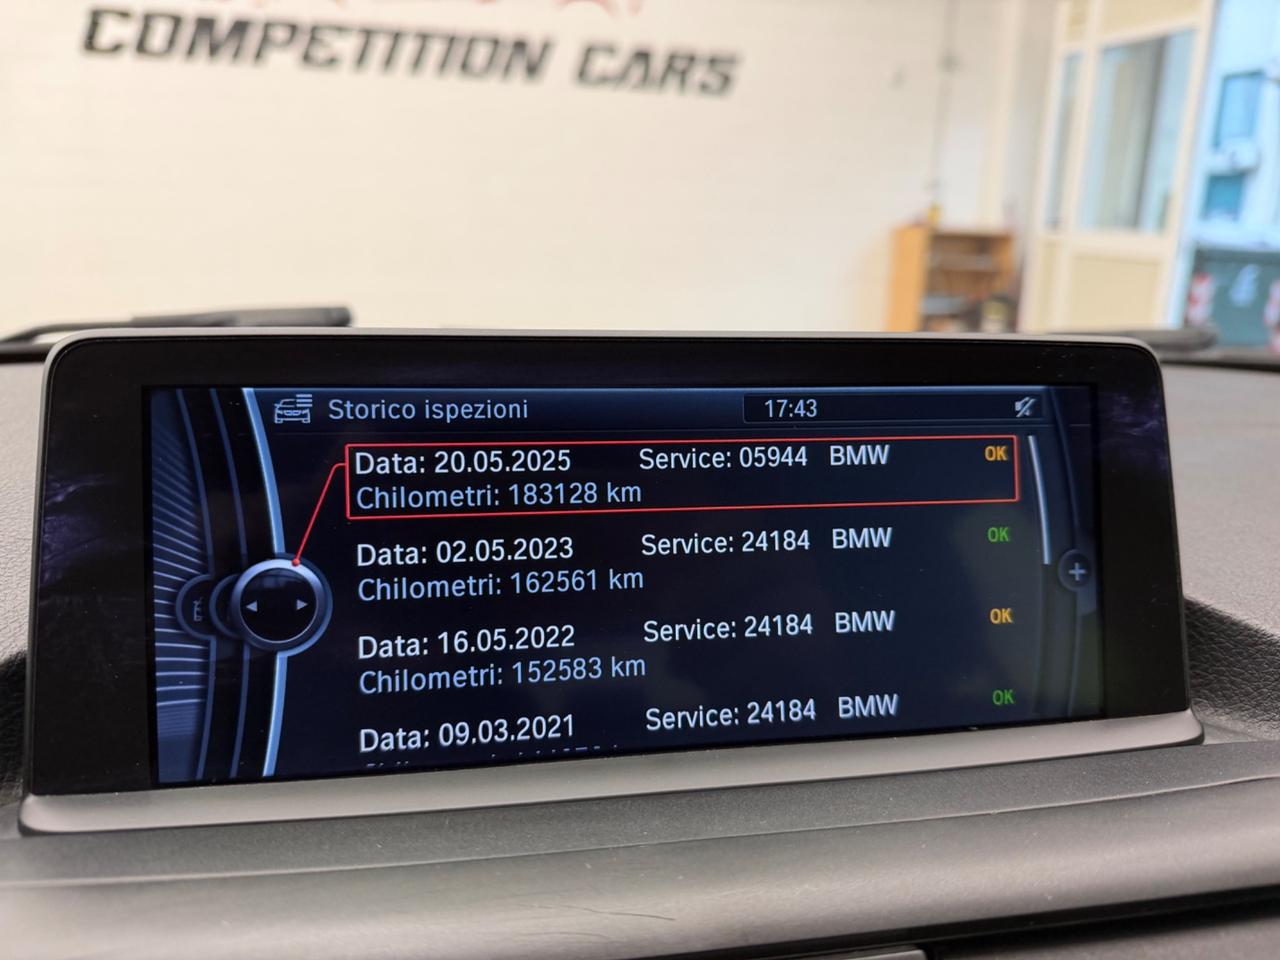 COMPETITION CARS
Storico ispezioni 17:43
Data: 20.05.2025 Service: 05944 BMW OK
Chilometri: 183128 km
Data: 02.05.2023 Service: 24184 BMW OK
Chilometri: 162561 km
Data: 16.05.2022 Service: 24184 BMW OK
Chilometri: 152583 km
Data: 09.03.2021 Service: 24184 BMW OK